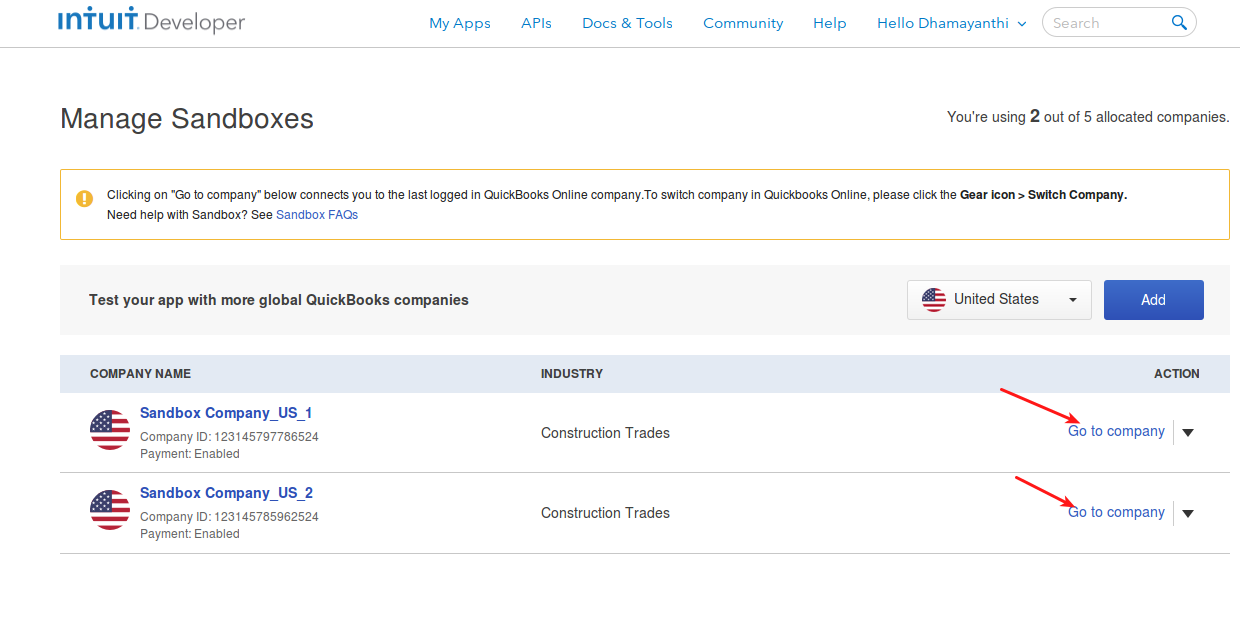 intuit Developer My Apps APIs Docs & Tools Community Help Hello Dhamayanthi Search
Manage Sandboxes You're using 2 out of 5 allocated companies.
Clicking on "Go to company" below connects you to the last logged in QuickBooks Online company.To switch company in Quickbooks Online, please click the Gear icon > Switch Company.
Need help with Sandbox? See Sandbox FAQs
Test your app with more global QuickBooks companies United States Add
COMPANY NAME INDUSTRY ACTION
Sandbox Company_US_1
Company ID: 123145797786524 Construction Trades Go to company
Payment: Enabled
Sandbox Company_US_2
Company ID: 123145785962524 Construction Trades Go to company
Payment: Enabled